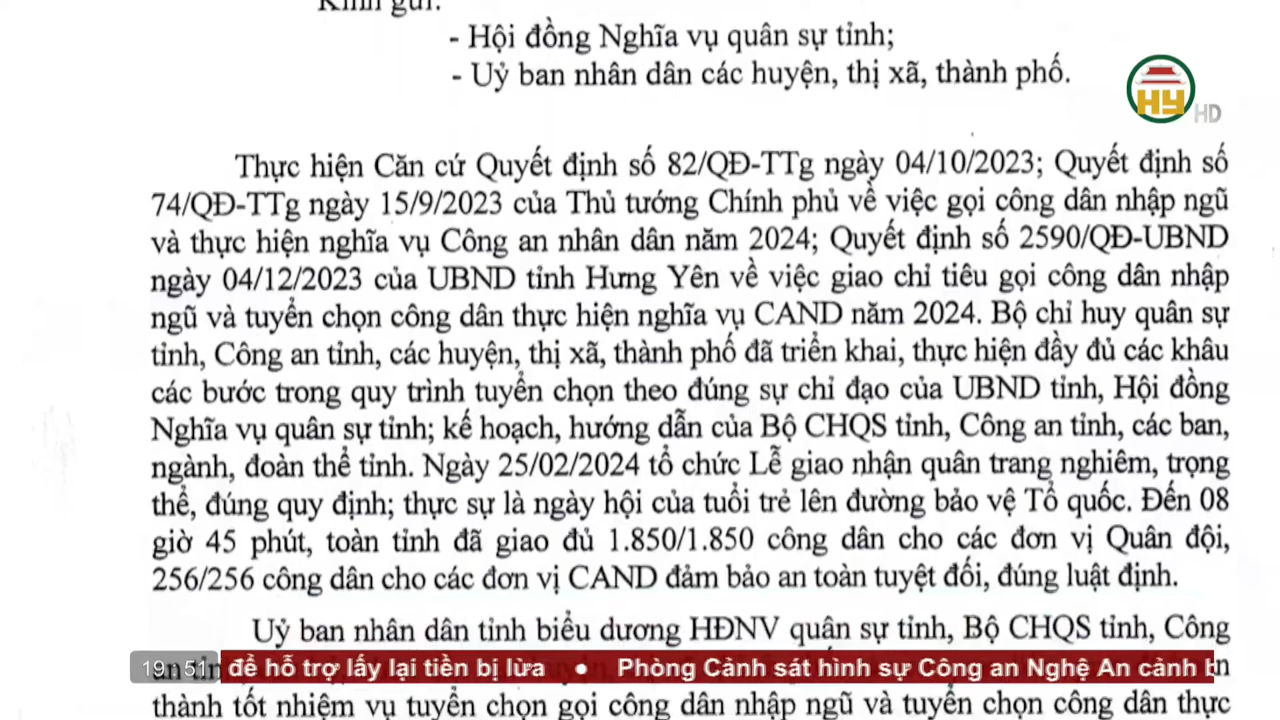 Kính gửi:
- Hội đồng Nghĩa vụ quân sự tỉnh;
- Uỷ ban nhân dân các huyện, thị xã, thành phố.
HY HD
Thực hiện Căn cứ Quyết định số 82/QĐ-TTg ngày 04/10/2023; Quyết định số
74/QĐ-TTg ngày 15/9/2023 của Thủ tướng Chính phủ về việc gọi công dân nhập ngũ
và thực hiện nghĩa vụ Công an nhân dân năm 2024; Quyết định số 2590/QĐ-UBND
ngày 04/12/2023 của UBND tỉnh Hưng Yên về việc giao chỉ tiêu gọi công dân nhập
ngũ và tuyển chọn công dân thực hiện nghĩa vụ CAND năm 2024. Bộ chỉ huy quân sự
tỉnh, Công an tỉnh, các huyện, thị xã, thành phố đã triển khai, thực hiện đầy đủ các khâu
các bước trong quy trình tuyển chọn theo đúng sự chỉ đạo của UBND tỉnh, Hội đồng
Nghĩa vụ quân sự tỉnh; kế hoạch, hướng dẫn của Bộ CHQS tỉnh, Công an tỉnh, các ban,
ngành, đoàn thể tỉnh. Ngày 25/02/2024 tổ chức Lễ giao nhận quân trang nghiêm, trọng
thể, đúng quy định; thực sự là ngày hội của tuổi trẻ lên đường bảo vệ Tổ quốc. Đến 08
giờ 45 phút, toàn tỉnh đã giao đủ 1.850/1.850 công dân cho các đơn vị Quân đội,
256/256 công dân cho các đơn vị CAND đảm bảo an toàn tuyệt đối, đúng luật định.
Uỷ ban nhân dân tỉnh biểu dương HĐNV quân sự tỉnh, Bộ CHQS tỉnh, Công
19:51 để hỗ trợ lấy lại tiền bị lừa • Phòng Cảnh sát hình sự Công an Nghệ An cảnh
thành tốt nhiệm vụ tuyển chọn gọi công dân nhập ngũ và tuyển chọn công dân thực